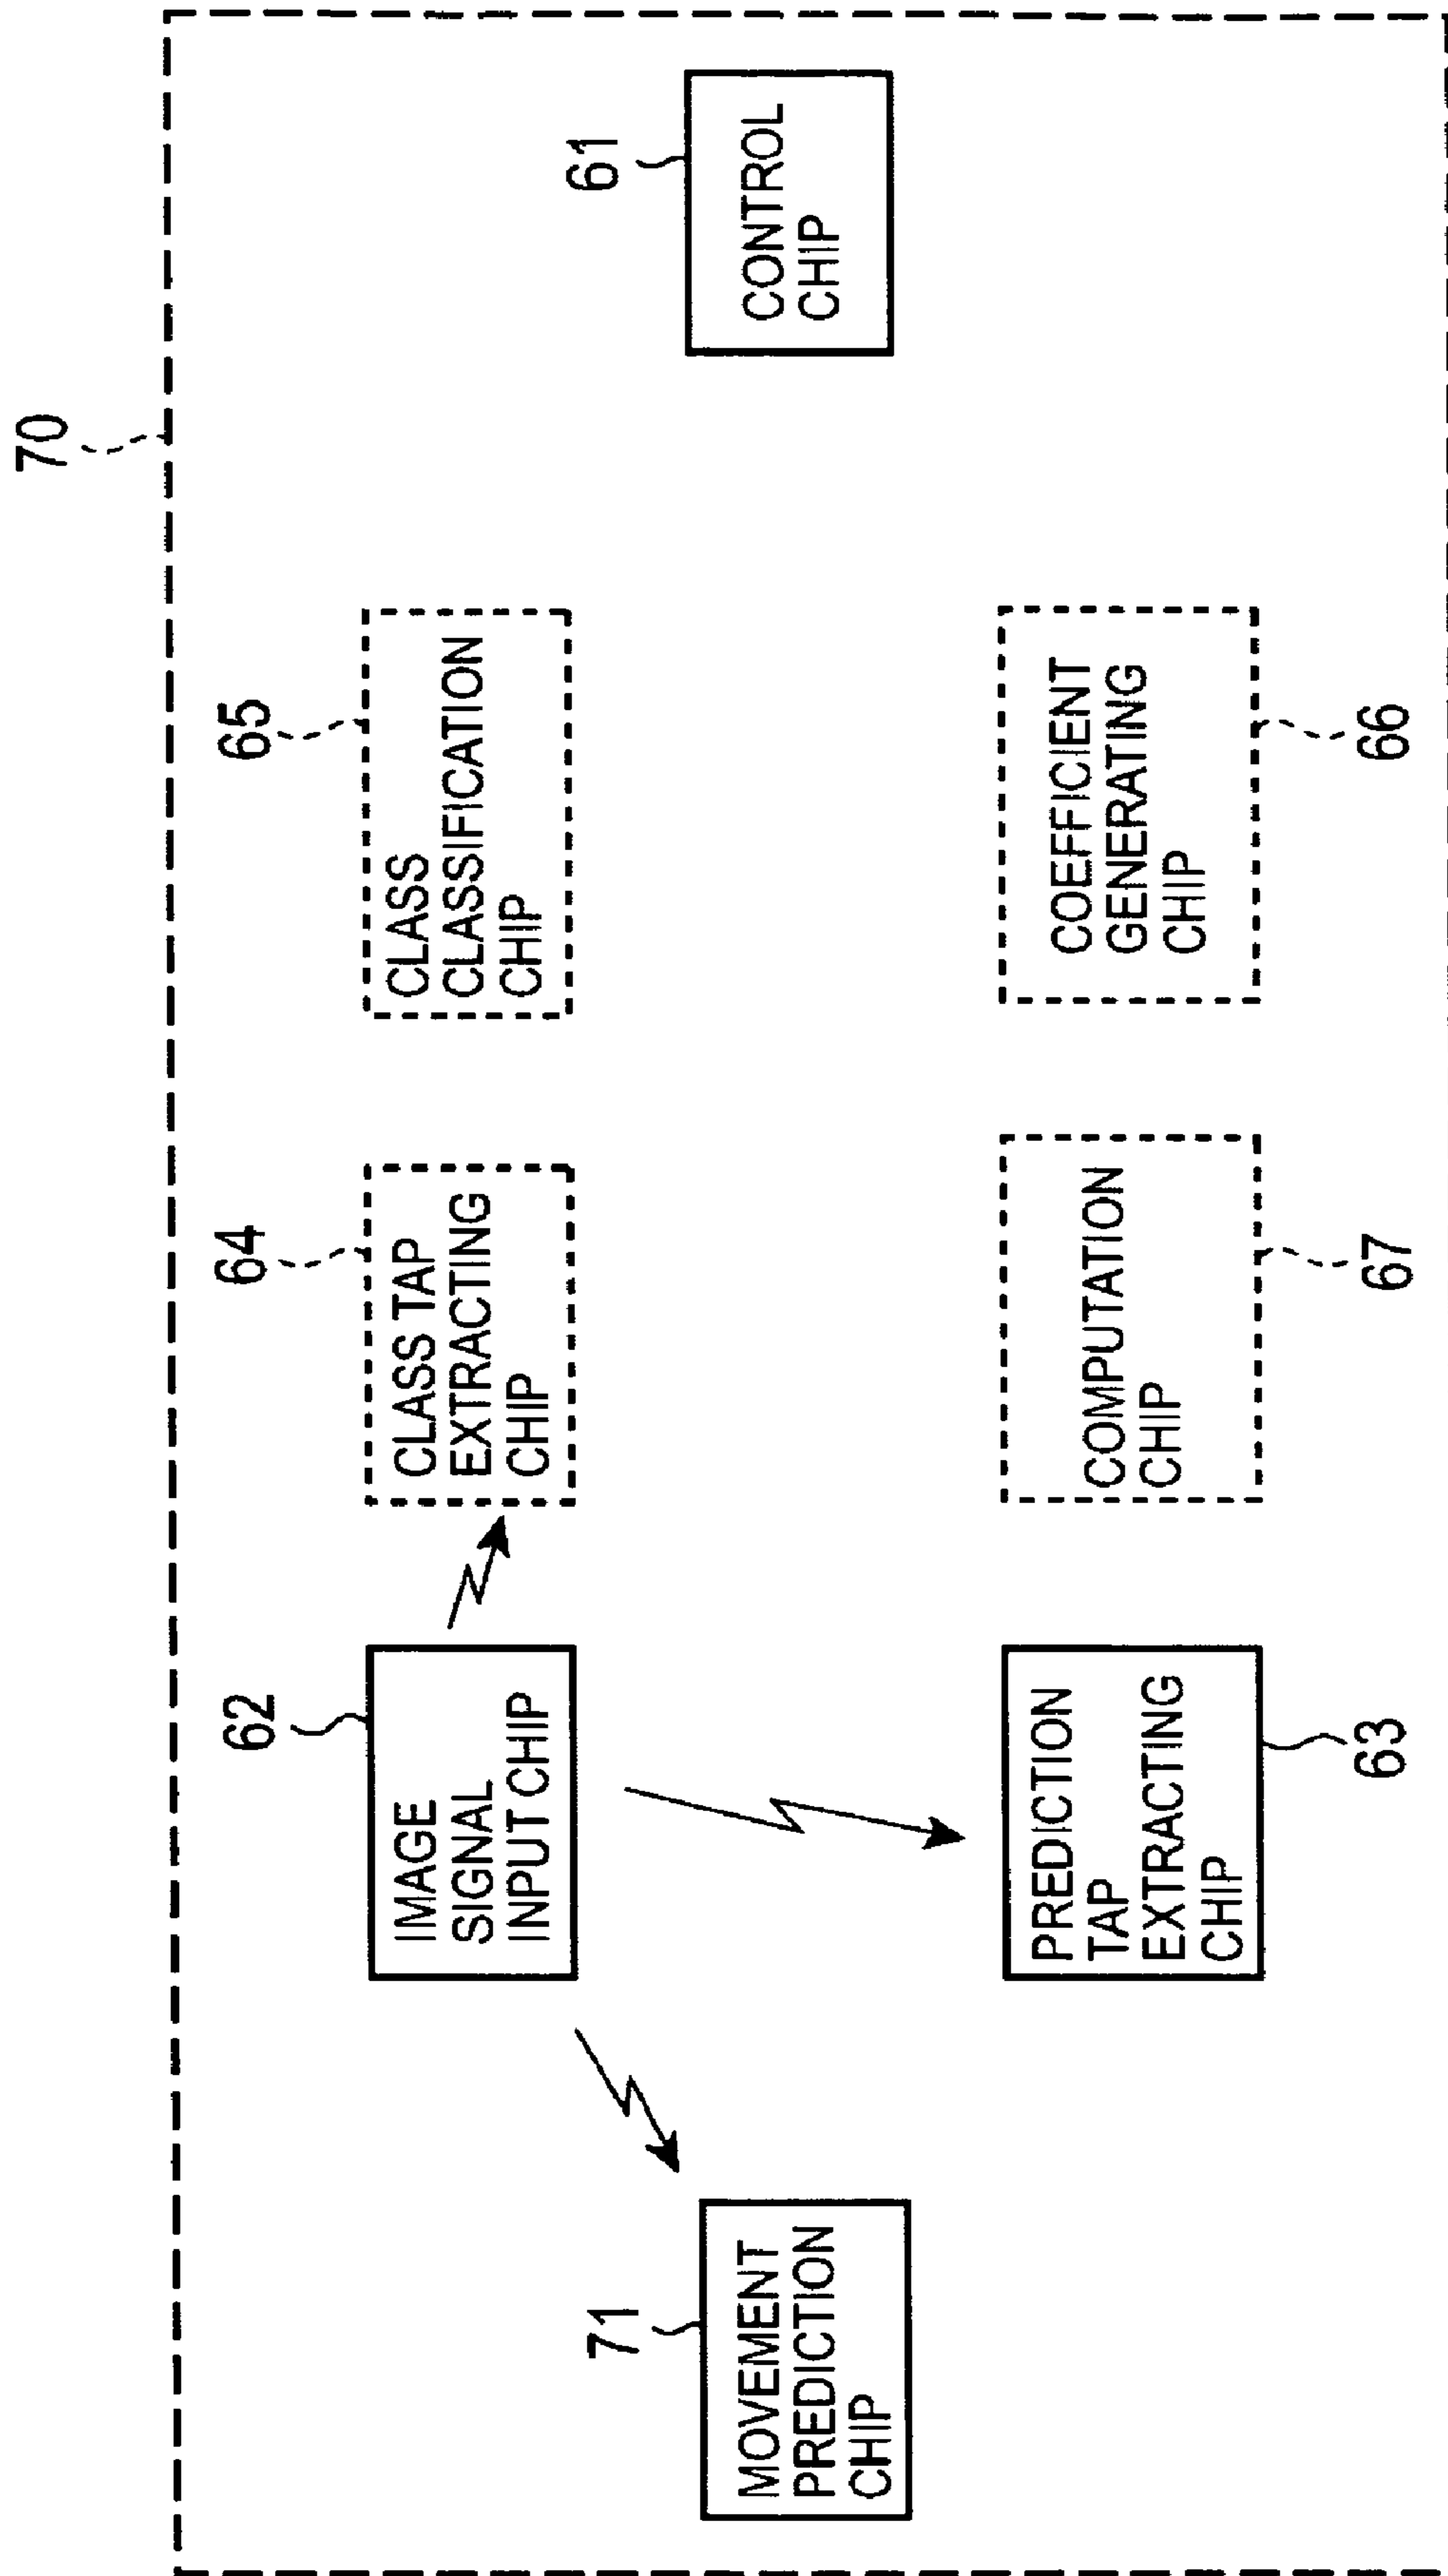 70
62
IMAGE
SIGNAL
INPUT CHIP
64
CLASS TAP
EXTRACTING
CHIP
65
CLASS
CLASSIFICATION
CHIP
71
MOVEMENT
PREDICTION
CHIP
61
CONTROL
CHIP
PREDICTION
TAP
EXTRACTING
CHIP
63
COMPUTATION
CHIP
67
COEFFICIENT
GENERATING
CHIP
66